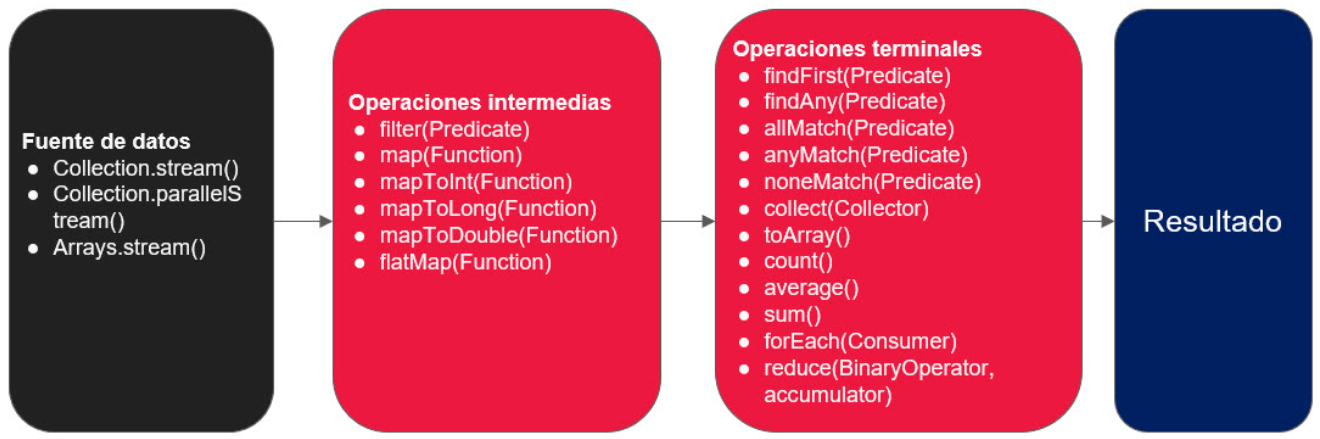 Fuente de datos
● Collection.stream()
● Collection.parallelS
tream()
● Arrays.stream()
Operaciones intermedias
● filter(Predicate)
● map(Function)
● mapToInt(Function)
● mapToLong(Function)
● mapToDouble(Function)
● flatMap(Function)
Operaciones terminales
● findFirst(Predicate)
● findAny(Predicate)
● allMatch(Predicate)
● anyMatch(Predicate)
● noneMatch(Predicate)
● collect(Collector)
● toArray()
● count()
● average()
● sum()
● forEach(Consumer)
● reduce(BinaryOperator,
accumulator)
Resultado